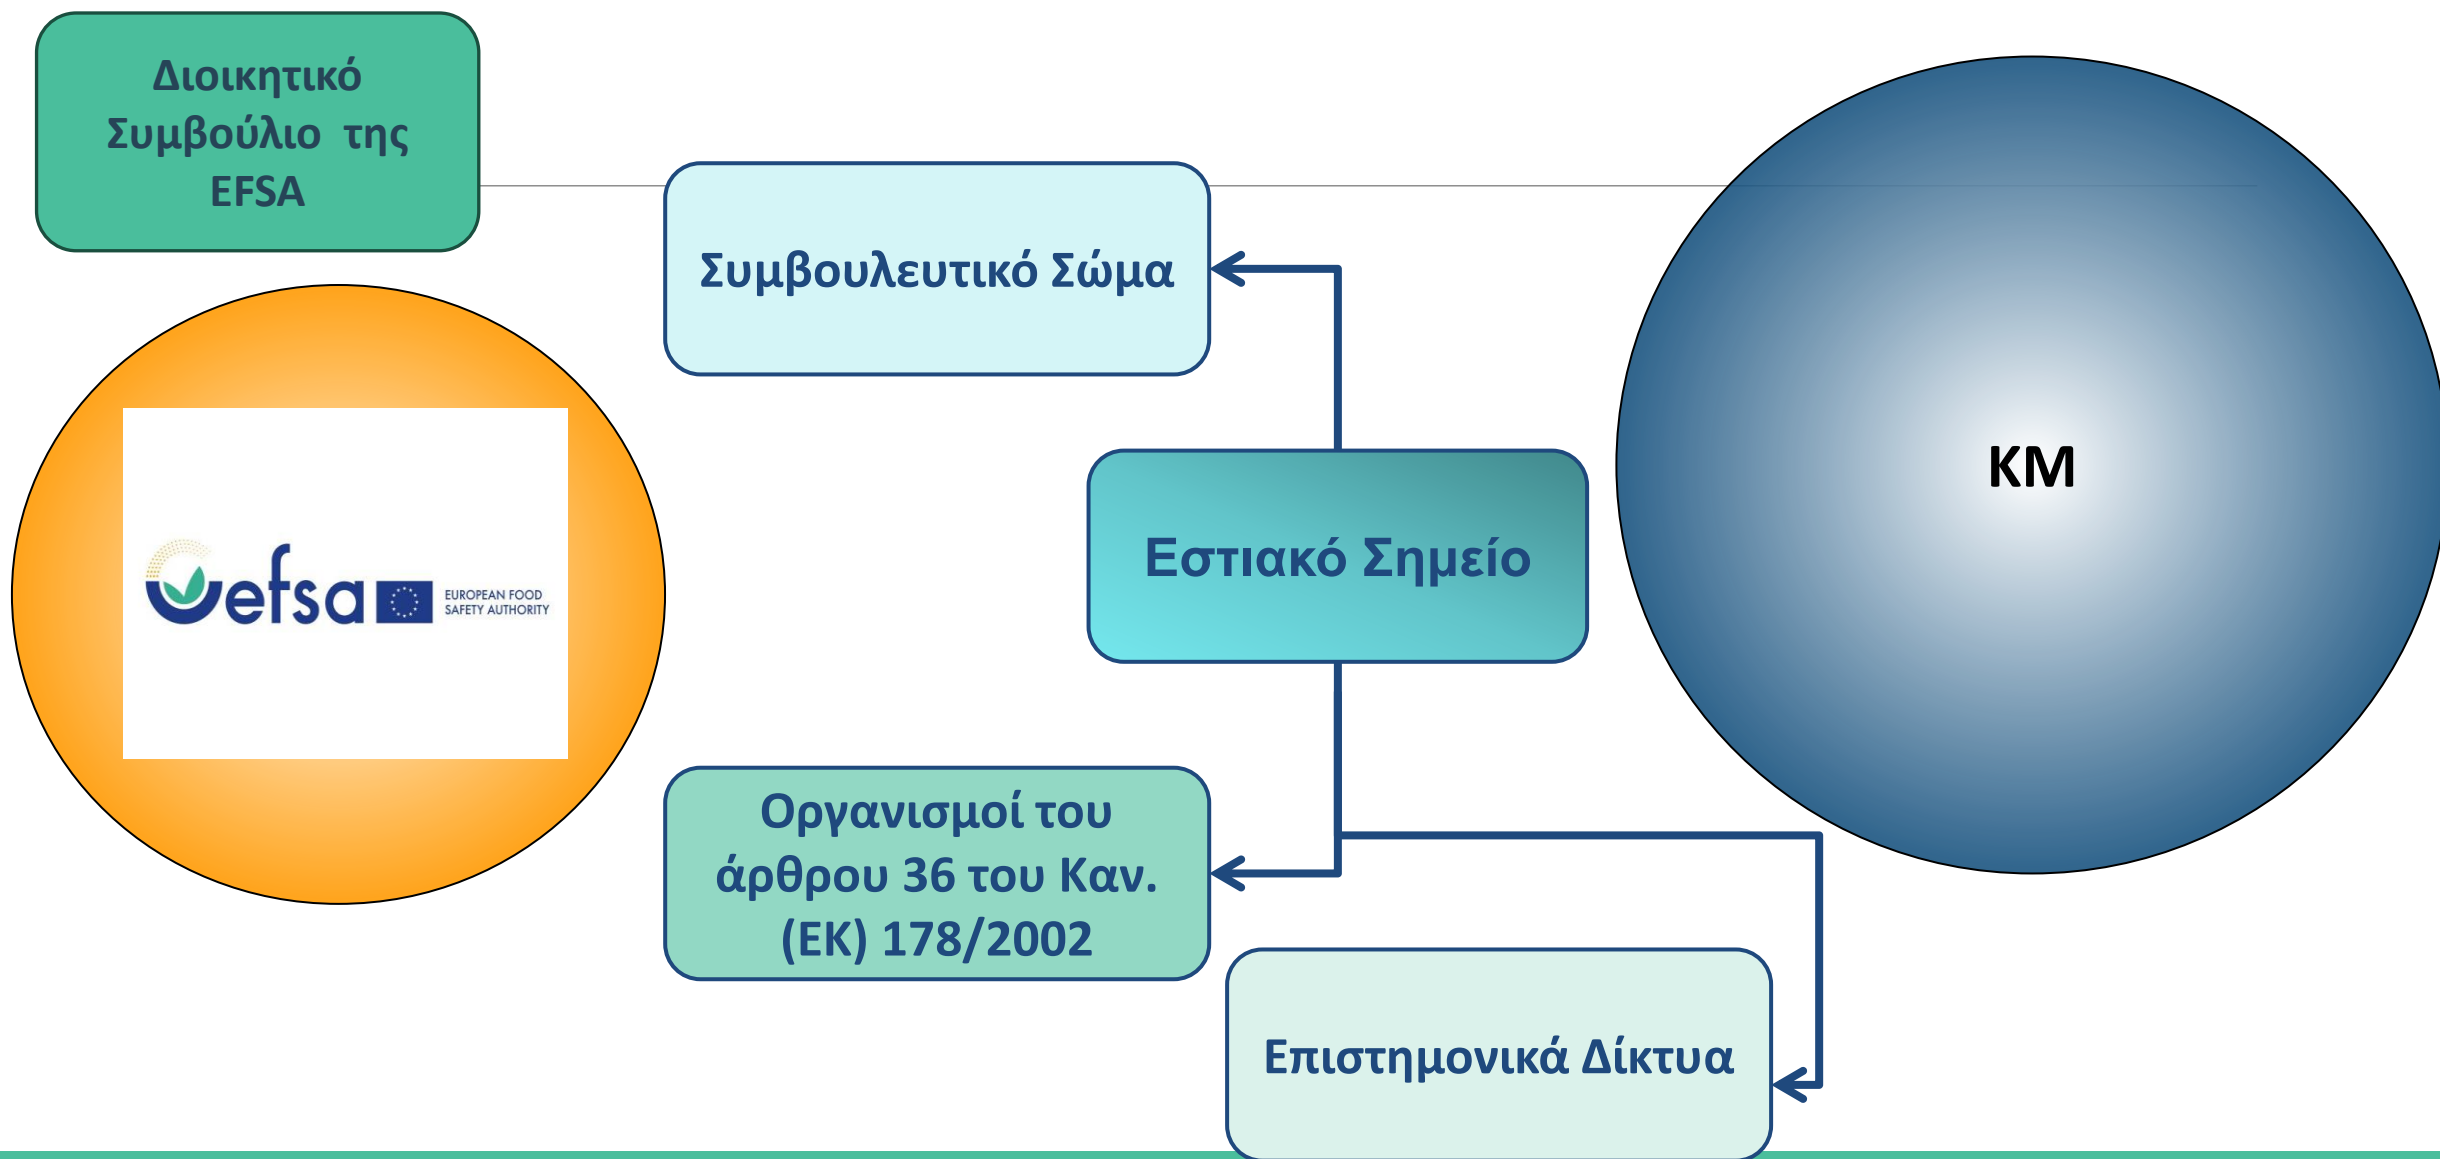 Διοικητικό
Συμβούλιο της
EFSA
Συμβουλευτικό Σώμα
ΚΜ
Εστιακό Σημείο
efsa
EUROPEAN FOOD
SAFETY AUTHORITY
Οργανισμοί του
άρθρου 36 του Καν.
(ΕΚ) 178/2002
Επιστημονικά Δίκτυα